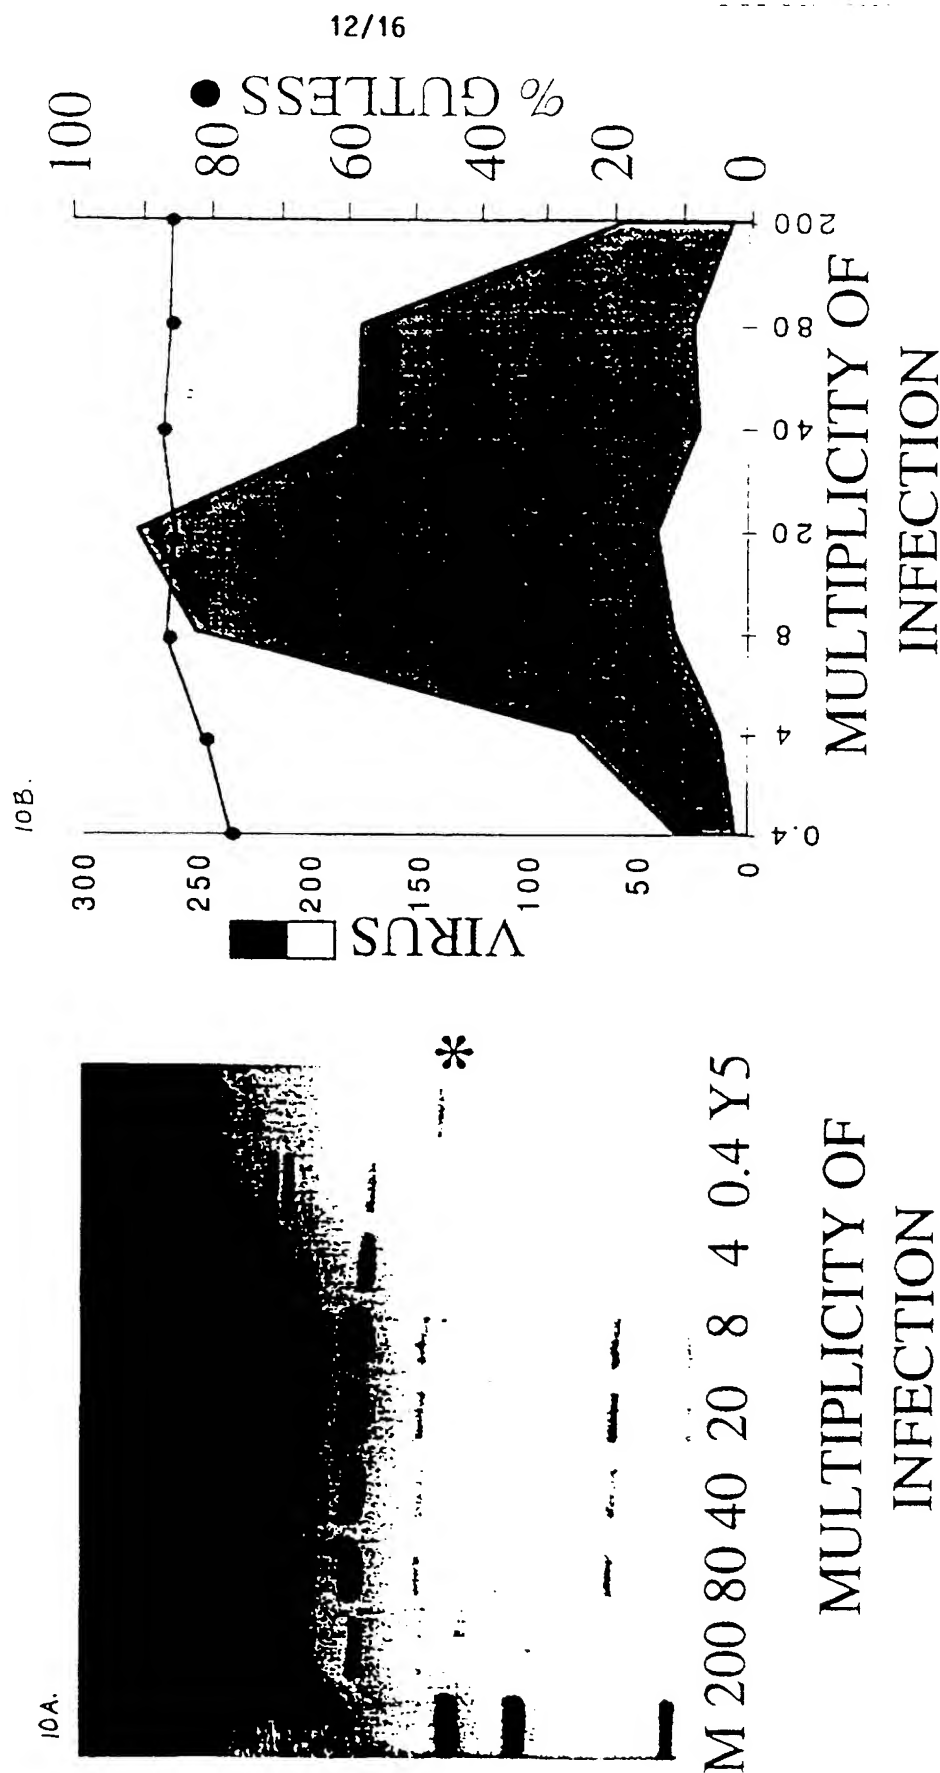 12/16
10A.
*
M 200 80 40 20 8 4 0.4 Y5
MULTIPLICITY OF
INFECTION
10B.
VIRUS
300
250
200
150
100
50
0
100
80
60
40
20
0
% GUTLESS
0.4 4 8 20 40 80 200
MULTIPLICITY OF
INFECTION